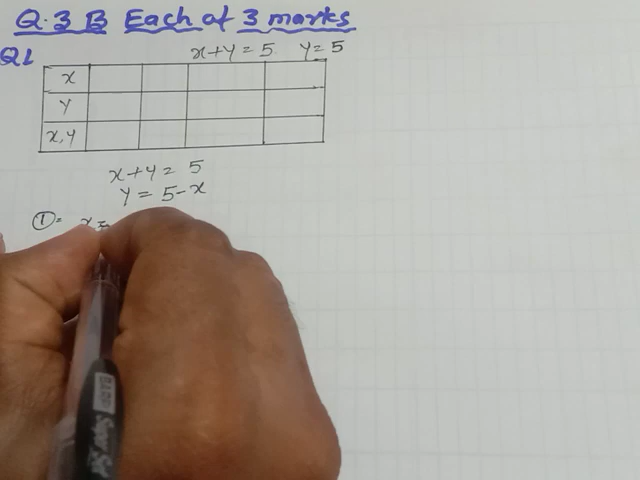 Q.3 B Each of 3 marks
Q1
x+y=5 y=5
x
y
x,y
x+y=5
y=5-x
①= x=